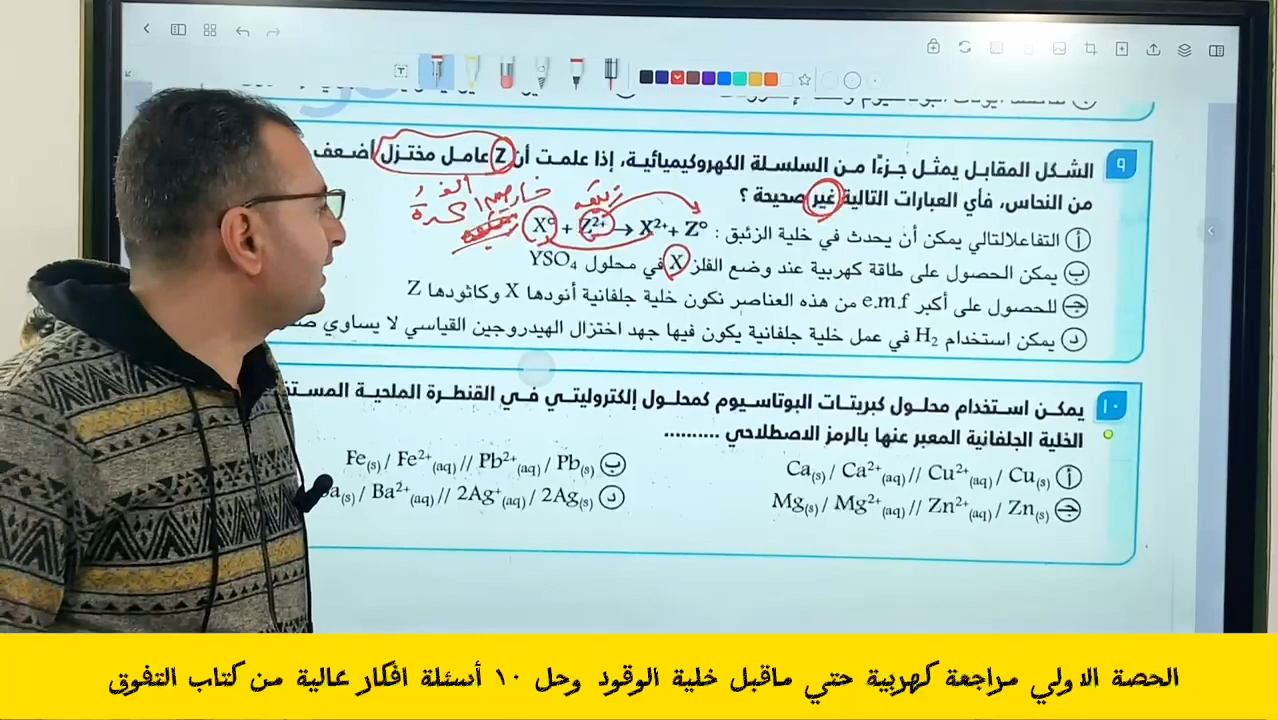 ٩ الشكل المقابل يمثل جزءًا من السلسلة الكهروكيميائية، إذا علمت أن Z عامل مختزل أضعف
من النحاس، فأي العبارات التالية غير صحيحة ؟
أ التفاعلالتالي يمكن أن يحدث في خلية الزئبق : X° + Z²⁺ → X²⁺ + Z°
ب يمكن الحصول على طاقة كهربية عند وضع الفلز X في محلول YSO₄
ج للحصول على أكبر e.m.f من هذه العناصر نكون خلية جلفانية أنودها X وكاثودها Z
د يمكن استخدام H₂ في عمل خلية جلفانية يكون فيها جهد اختزال الهيدروجين القياسي لا يساوي
١٠ يمكن استخدام محلول كبريتات البوتاسيوم كمحلول إلكتروليتي في القنطرة الملحية
الخلية الجلفانية المعبر عنها بالرمز الاصطلاحي ..........
أ Ca(s) / Ca²⁺(aq) // Cu²⁺(aq) / Cu(s)
ب Fe(s) / Fe²⁺(aq) // Pb²⁺(aq) / Pb(s)
ج Mg(s) / Mg²⁺(aq) // Zn²⁺(aq) / Zn(s)
د Ba(s) / Ba²⁺(aq) // 2Ag⁺(aq) / 2Ag(s)
الحصة الاولي مراجعة كهربية حتي ماقبل خلية الوقود وحل ١٠ أسئلة افكار عالية من كتاب التفوق